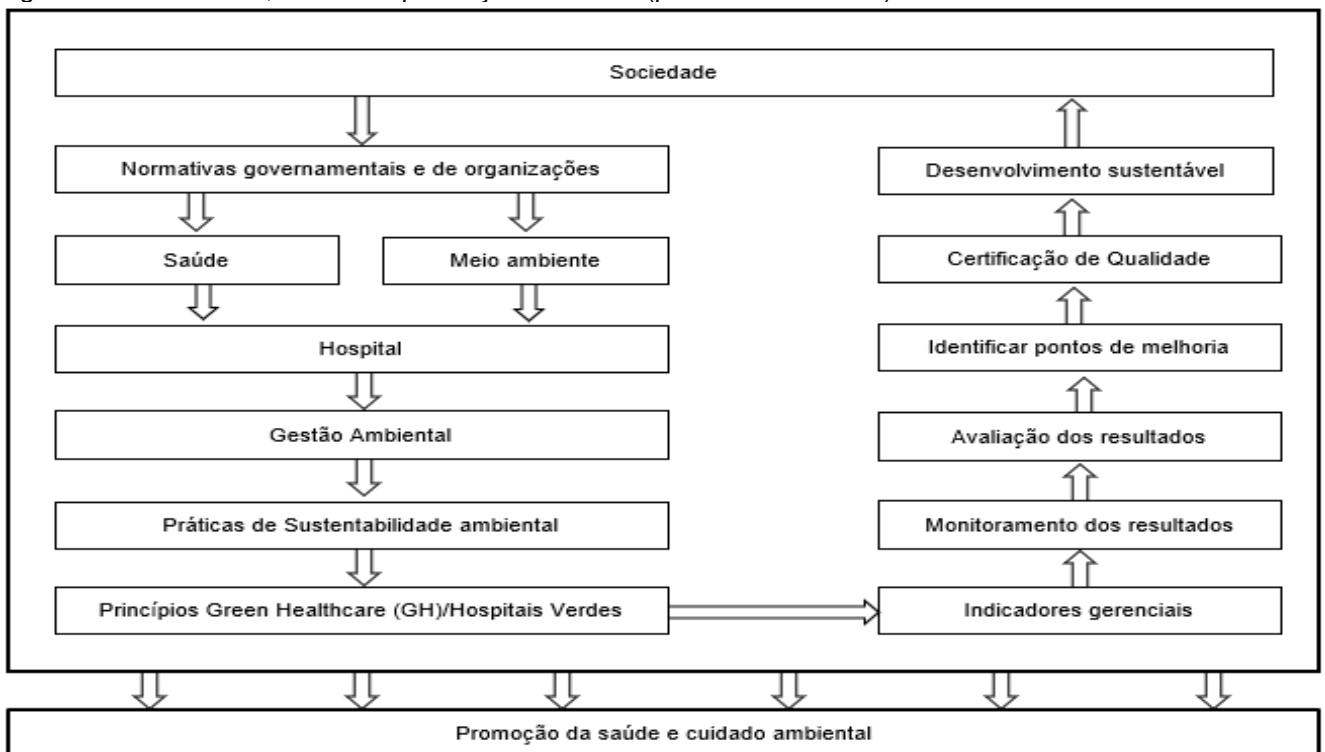 Sociedade
Normativas governamentais e de organizações
Desenvolvimento sustentável
Saúde
Meio ambiente
Certificação de Qualidade
Hospital
Identificar pontos de melhoria
Gestão Ambiental
Avaliação dos resultados
Práticas de Sustentabilidade ambiental
Monitoramento dos resultados
Princípios Green Healthcare (GH)/Hospitais Verdes
Indicadores gerenciais
Promoção da saúde e cuidado ambiental